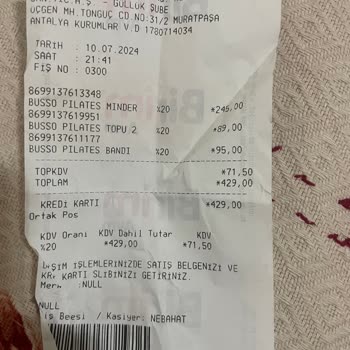 - GÖLLÜK ŞUBE
ÜÇGEN MH.TONGUÇ CD.NO:31/2 MURATPAŞA
ANTALYA KURUMLAR V.D 1780714034
TARİH : 10.07.2024
SAAT : 21:41
FİŞ NO : 0300
8699137613348
BUSSO PILATES MINDER %20 *245,00
8699137619951
BUSSO PILATES TOPU 2 %20 *89,00
8699137611177
BUSSO PILATES BANDI %20 *95,00
TOPKDV *71,50
TOPLAM *429,00
KREDİ KARTI *429,00
Ortak Pos
KDV Oranı KDV Dahil Tutar KDV
%20 *429,00 *71,50
İŞLEMLERİNİZDE SATIŞ BELGENİZİ VE
KARTI SLİBİNİZİ GETİRİNİZ.
:NULL
NULL
Beesi / Kasiyer: NEBAHAT